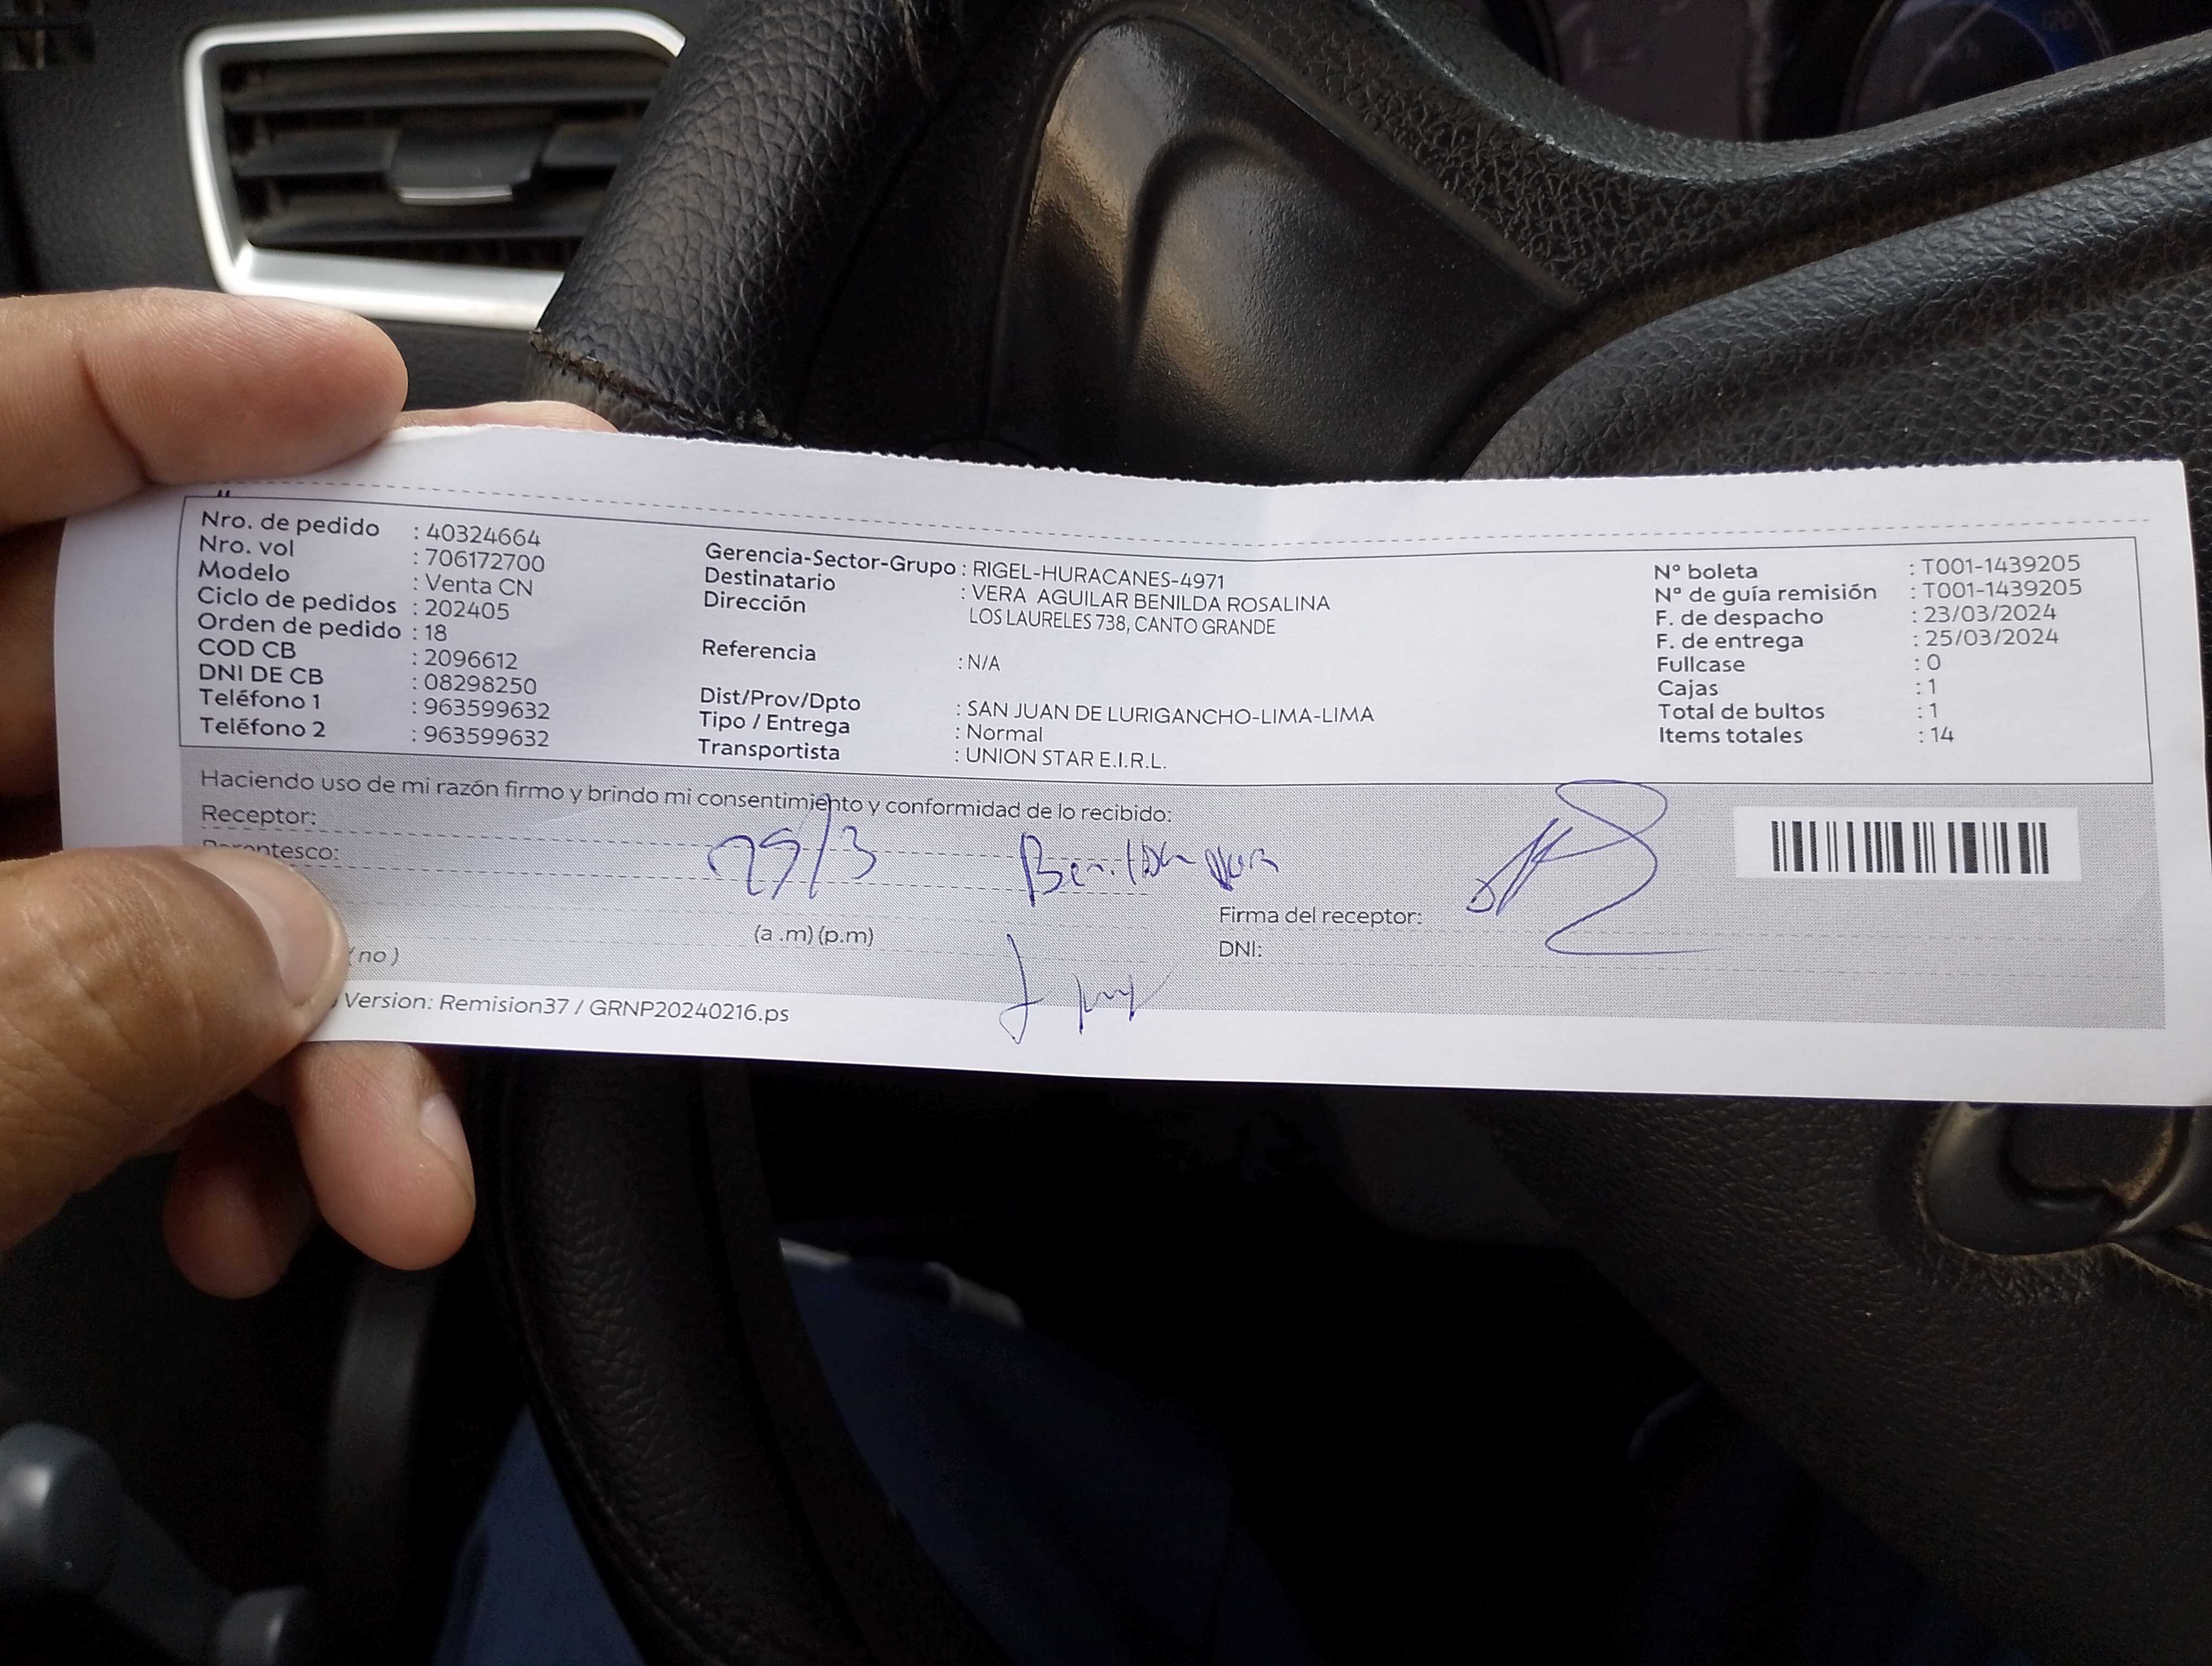 Nro. de pedido : 40324664
Nro. vol : 706172700
Modelo : Venta CN
Ciclo de pedidos : 202405
Orden de pedido : 18
COD CB : 2096612
DNI DE CB : 08298250
Teléfono 1 : 963599632
Teléfono 2 : 963599632
Gerencia-Sector-Grupo : RIGEL-HURACANES-4971
Destinatario : VERA AGUILAR BENILDA ROSALINA
Dirección LOS LAURELES 738, CANTO GRANDE
Referencia : N/A
Dist/Prov/Dpto : SAN JUAN DE LURIGANCHO-LIMA-LIMA
Tipo / Entrega : Normal
Transportista : UNION STAR E.I.R.L.
N° boleta : T001-1439205
N° de guía remisión : T001-1439205
F. de despacho : 23/03/2024
F. de entrega : 25/03/2024
Fullcase : 0
Cajas : 1
Total de bultos : 1
Items totales : 14
Haciendo uso de mi razón firmo y brindo mi consentimiento y conformidad de lo recibido:
Receptor:
Parentesco:
Firma del receptor:
(a .m) (p.m)
DNI:
(no)
Version: Remision37 / GRNP20240216.ps